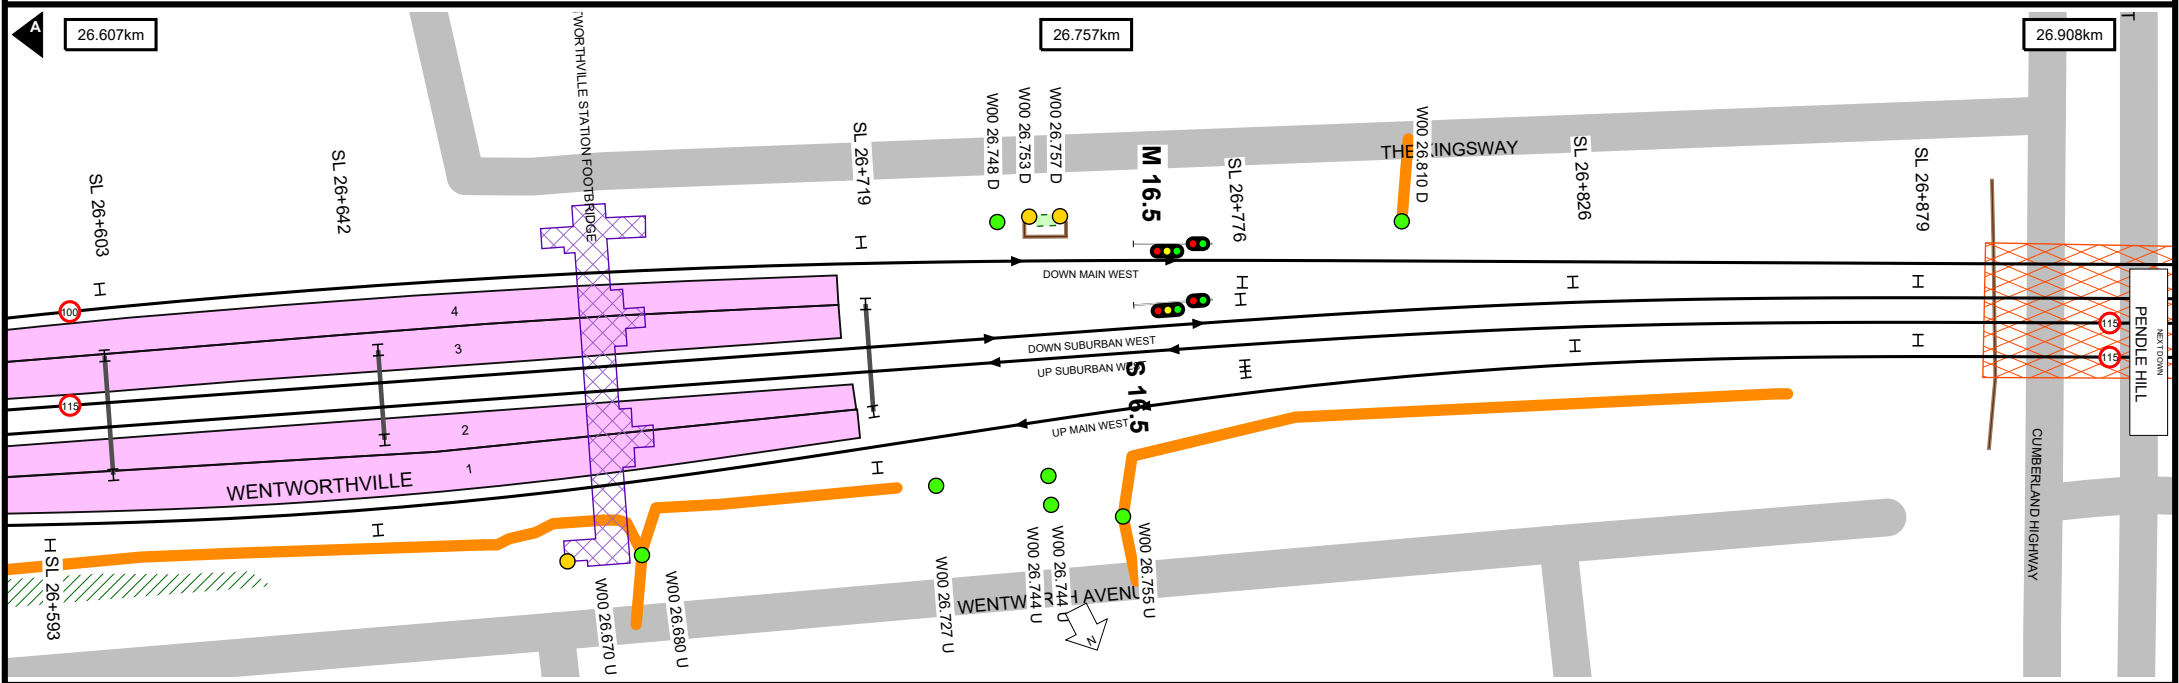 A
26.607km
26.757km
26.908km
T
WORTHVILLE STATION FOOTBRIDGE
SL 26+603
SL 26+642
SL 26+719
W00 26.748 D
W00 26.753 D
W00 26.757 D
M 16.5
SL 26+776
THE KINGSWAY
W00 26.810 D
SL 26+826
SL 26+879
100
4
3
DOWN MAIN WEST
DOWN SUBURBAN WEST
UP SUBURBAN WEST
S 16.5
UP MAIN WEST
115
115
115
PENDLE HILL
NEXT DOWN
2
1
WENTWORTHVILLE
CUMBERLAND HIGHWAY
SL 26+593
W00 26.670 U
W00 26.680 U
W00 26.727 U
W00 26.744 U
W00 26.744 U
W00 26.755 U
WENTWORTH AVENUE
N